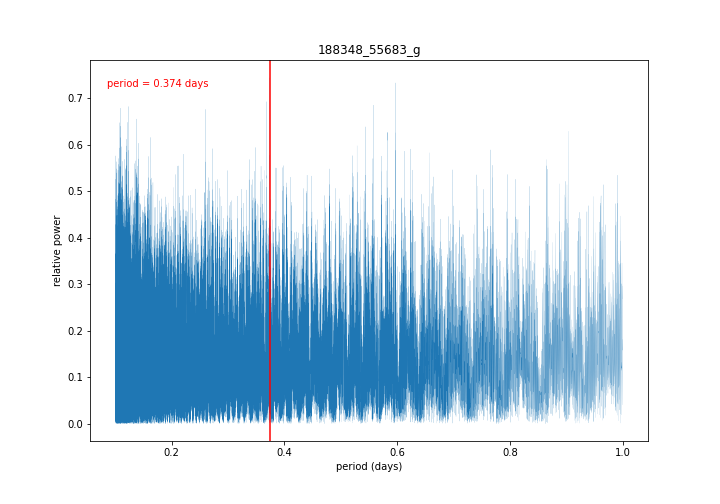 188348_55683_g
period = 0.374 days
relative power
0.7
0.6
0.5
0.4
0.3
0.2
0.1
0.0
0.2 0.4 0.6 0.8 1.0
period (days)